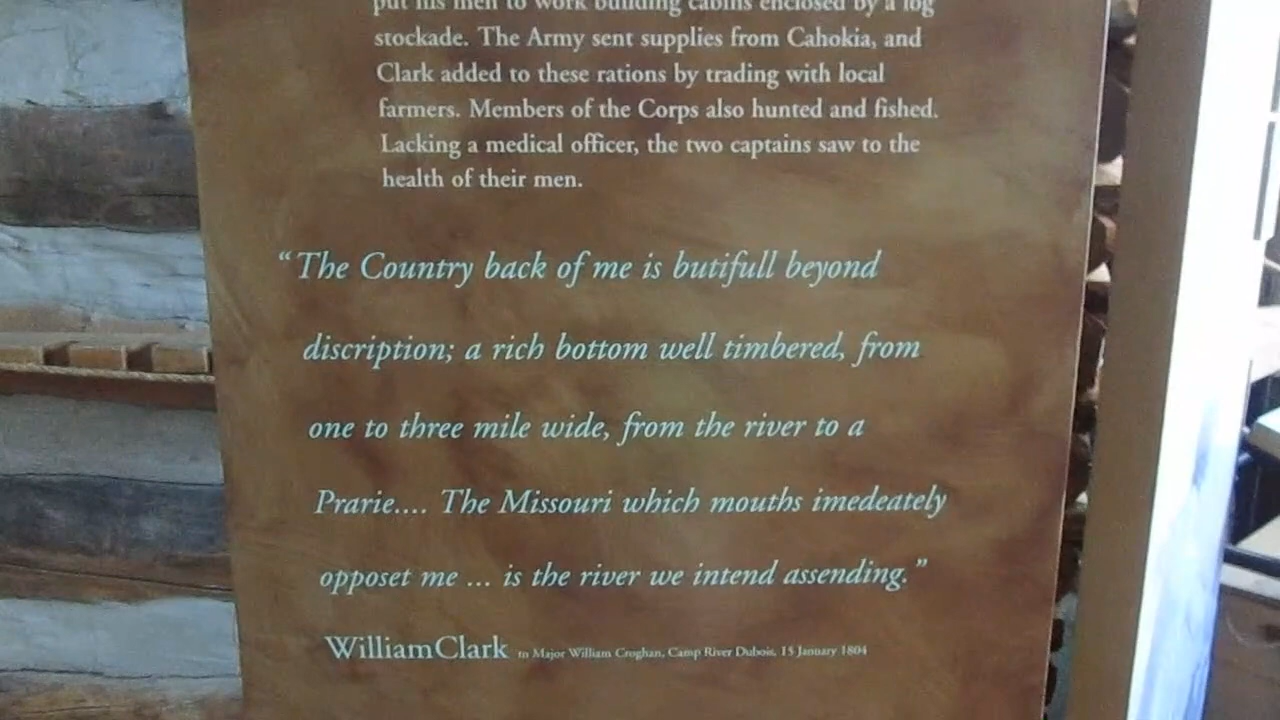 put his men to work building cabins enclosed by a log
stockade. The Army sent supplies from Cahokia, and
Clark added to these rations by trading with local
farmers. Members of the Corps also hunted and fished.
Lacking a medical officer, the two captains saw to the
health of their men.
“The Country back of me is butifull beyond
discription; a rich bottom well timbered, from
one to three mile wide, from the river to a
Prarie.... The Missouri which mouths imedeately
opposet me ... is the river we intend assending.”
William Clark to Major William Croghan, Camp River Dubois, 15 January 1804